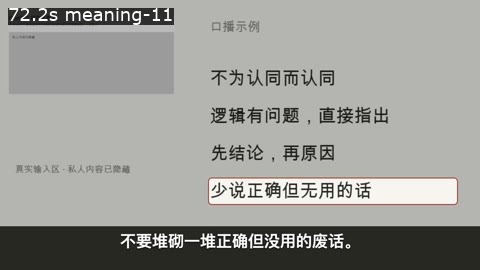 72.2s meaning-11
口播示例
不为认同而认同
逻辑有问题，直接指出
先结论，再原因
真实输入区 · 私人内容已隐藏
少说正确但无用的话
不要堆砌一堆正确但没用的废话。